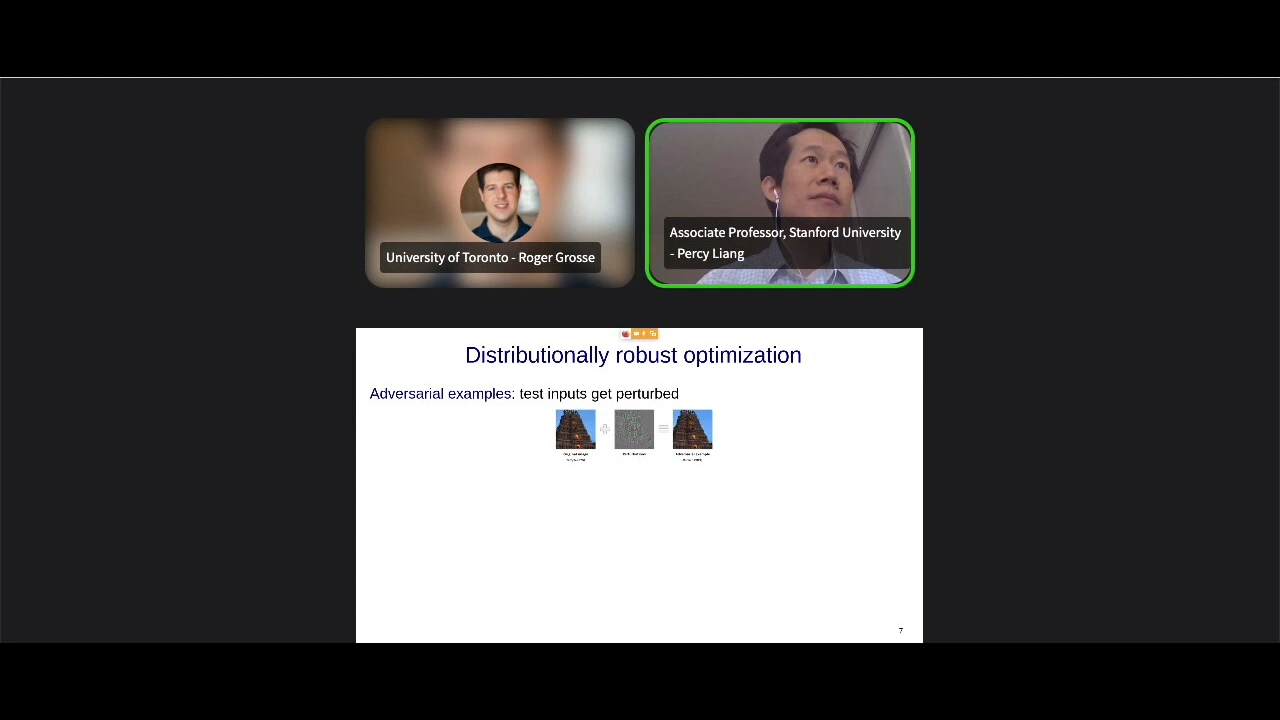 University of Toronto - Roger Grosse
Associate Professor, Stanford University
- Percy Liang
Distributionally robust optimization
Adversarial examples: test inputs get perturbed
7